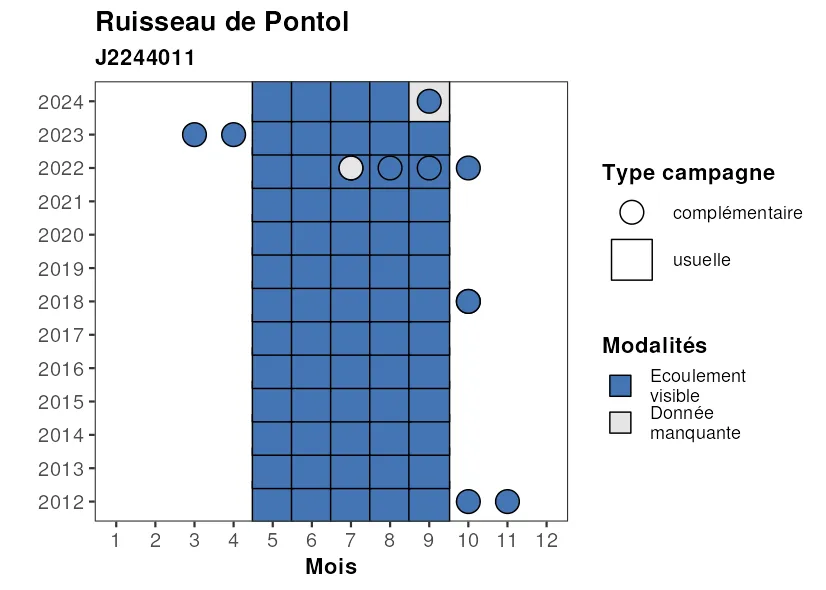 Ruisseau de Pontol
J2244011
2024
2023
2022
2021
2020
2019
2018
2017
2016
2015
2014
2013
2012
1 2 3 4 5 6 7 8 9 10 11 12
Mois
Type campagne
complémentaire
usuelle
Modalités
Ecoulement
visible
Donnée
manquante